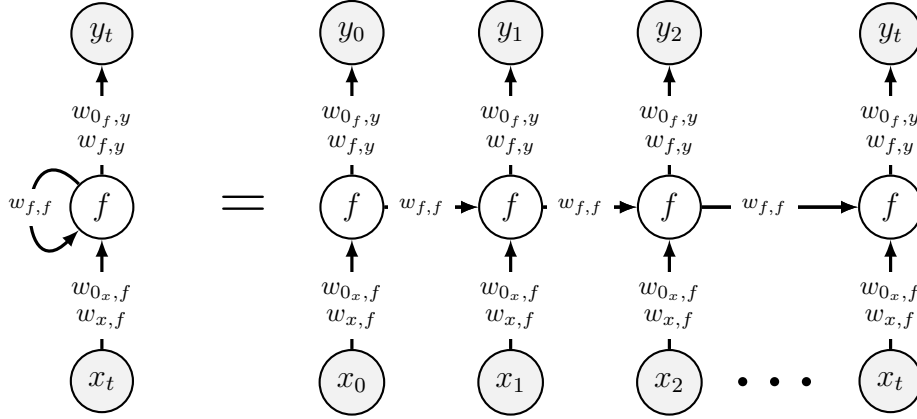 y_t y_0 y_1 y_2 y_t
w_{0_f,y} w_{0_f,y} w_{0_f,y} w_{0_f,y} w_{0_f,y}
w_{f,y} w_{f,y} w_{f,y} w_{f,y} w_{f,y}
w_{f,f} f = f w_{f,f} f w_{f,f} f w_{f,f} f
w_{0_x,f} w_{0_x,f} w_{0_x,f} w_{0_x,f} w_{0_x,f}
w_{x,f} w_{x,f} w_{x,f} w_{x,f} w_{x,f}
x_t x_0 x_1 x_2 • • • x_t